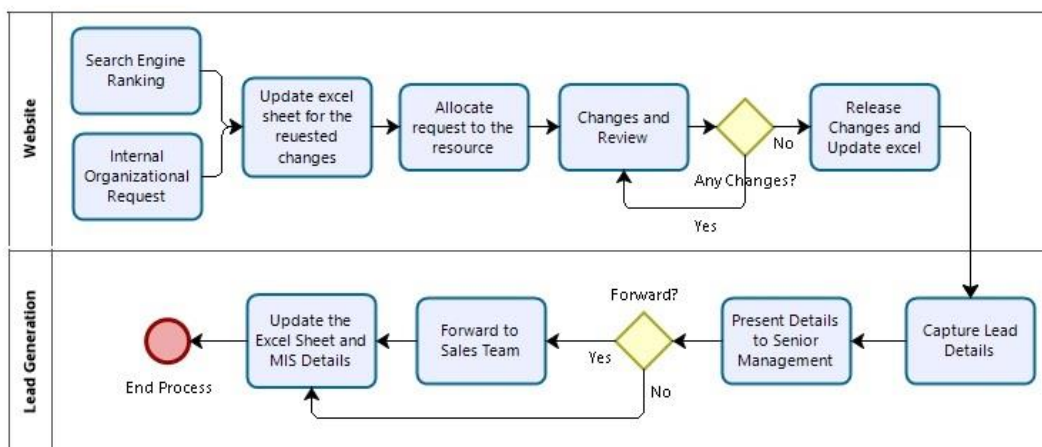 Website
Search Engine
Ranking
Internal
Organizational
Request
Update excel
sheet for the
reuested
changes
Allocate
request to the
resource
Changes and
Review
Any Changes?
No
Yes
Release
Changes and
Update excel
Lead Generation
Capture Lead
Details
Present Details
to Senior
Management
Forward?
Yes
No
Forward to
Sales Team
Update the
Excel Sheet and
MIS Details
End Process